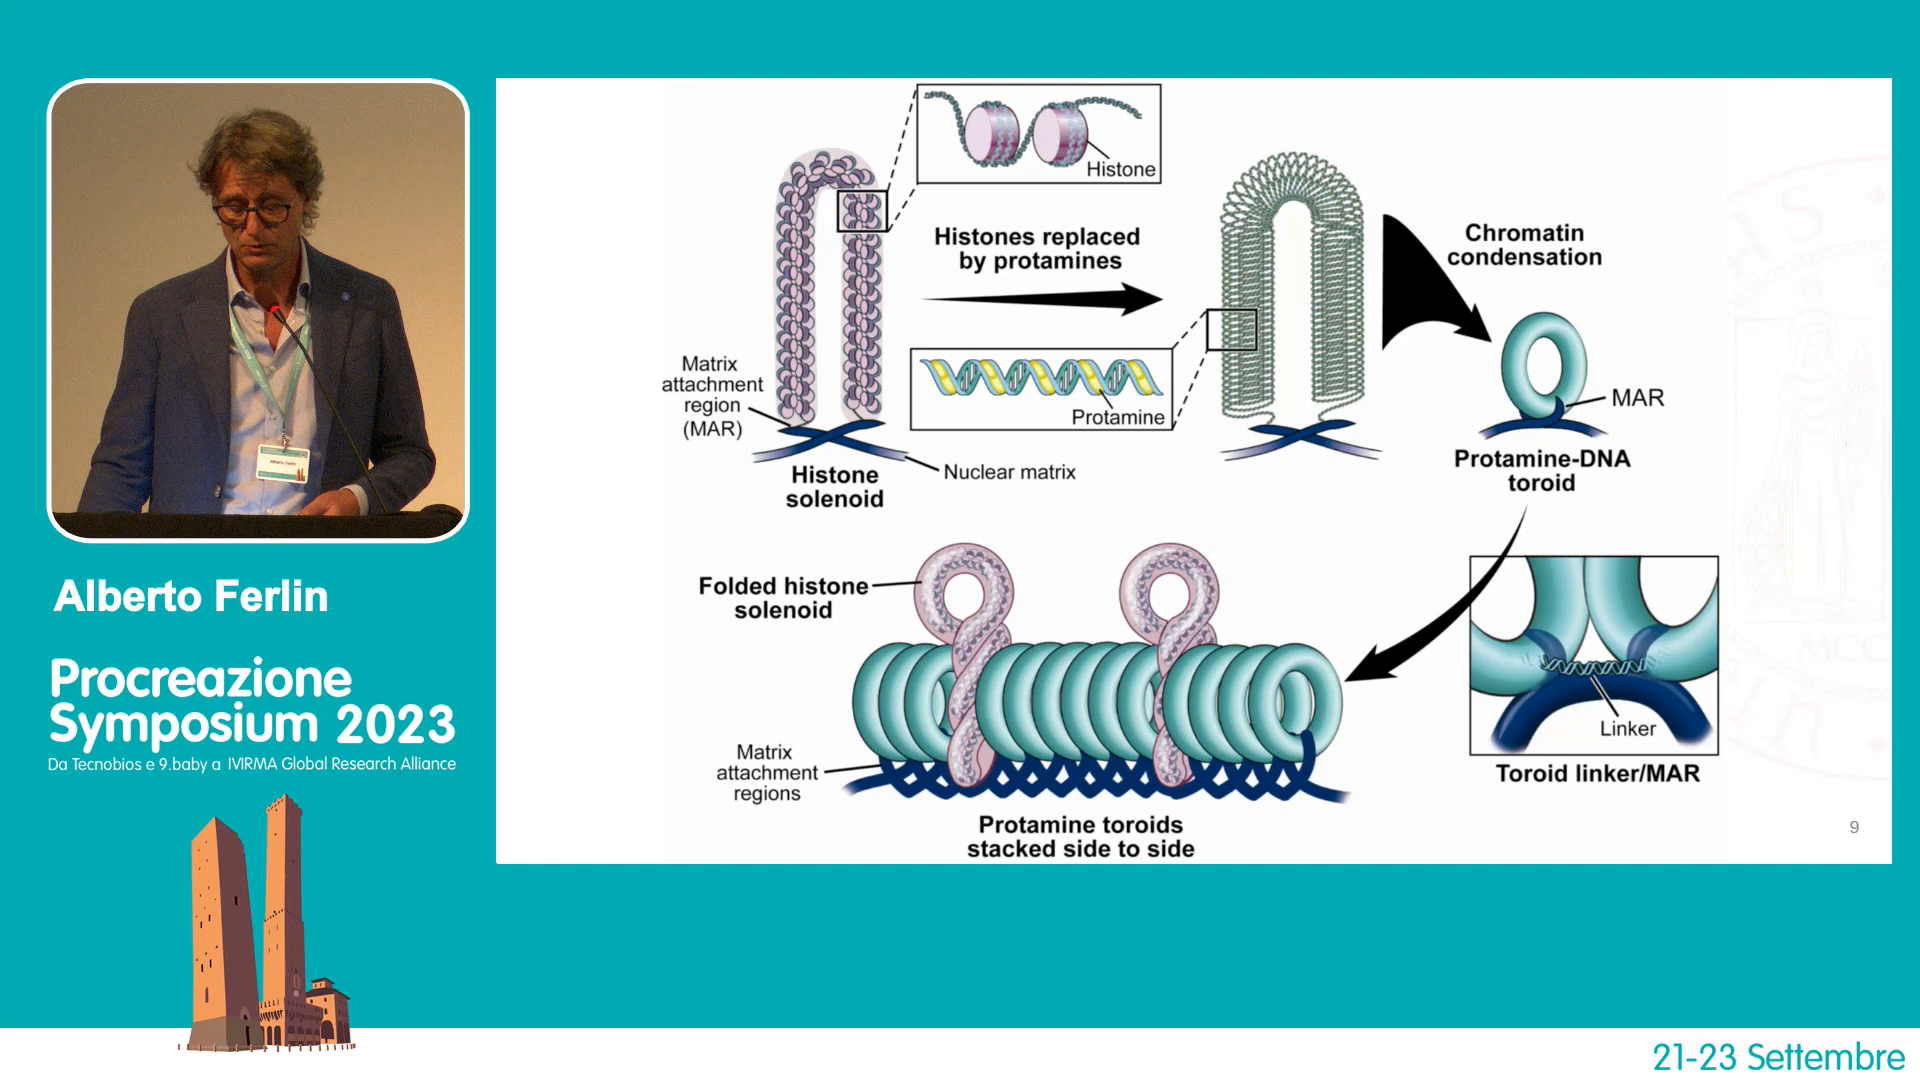 Histone
Histones replaced
by protamines
Matrix
attachment
region
(MAR)
Protamine
Nuclear matrix
Histone
solenoid
Chromatin
condensation
MAR
Protamine-DNA
toroid
Folded histone
solenoid
Matrix
attachment
regions
Linker
Toroid linker/MAR
Protamine toroids
stacked side to side
9
Alberto Ferlin
Alberto Ferlin
Procreazione
Symposium 2023
Da Tecnobios e 9.baby a IVIRMA Global Research Alliance
21-23 Settembre